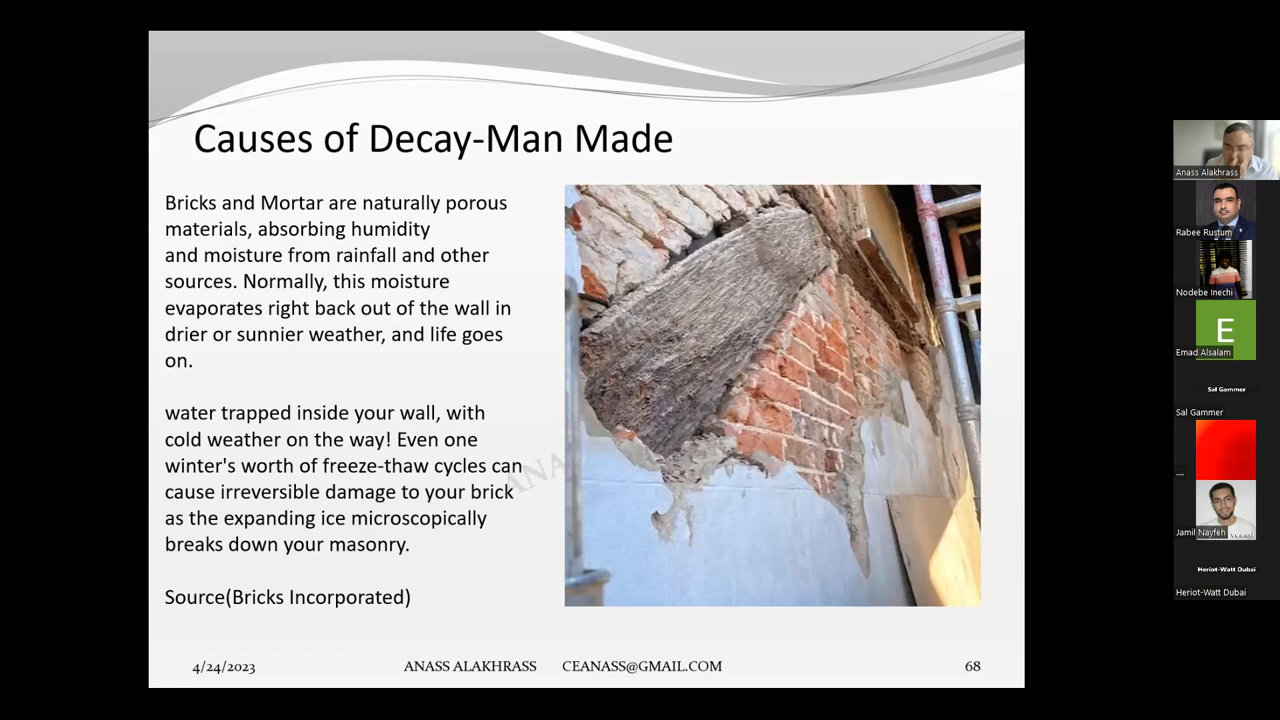 Causes of Decay-Man Made
Bricks and Mortar are naturally porous
materials, absorbing humidity
and moisture from rainfall and other
sources. Normally, this moisture
evaporates right back out of the wall in
drier or sunnier weather, and life goes
on.
water trapped inside your wall, with
cold weather on the way! Even one
winter's worth of freeze-thaw cycles can
cause irreversible damage to your brick
as the expanding ice microscopically
breaks down your masonry.
Source(Bricks Incorporated)
4/24/2023
ANASS ALAKHRASS CEANASS@GMAIL.COM
68
Anass Alakhrass
Rabee Rustum
Nodebe Inechi
E
Emad Alsalam
Sal Gammer
Sal Gammer
....
Jamil Nayfeh
Heriot-Watt Dubai
Heriot-Watt Dubai